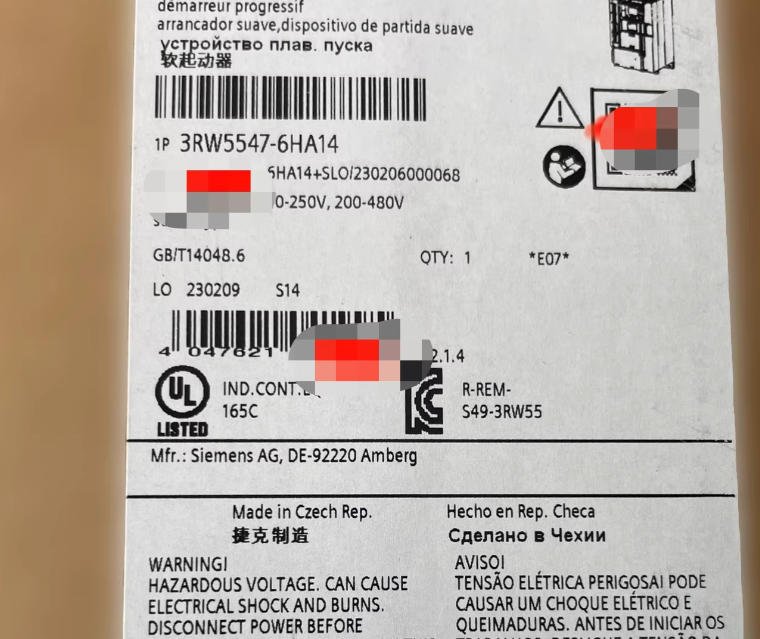 démarreur progressif
arrancador suave,dispositivo de partida suave
устройство плав. пуска
软起动器
1P 3RW5547-6HA14
6HA14+SLO/230206000068
0-250V, 200-480V
GB/T14048.6
QTY: 1
*E07*
LO 230209 S14
4 047621
2.1.4
UL
LISTED
IND.CONT.
165C
R-REM-
S49-3RW55
Mfr.: Siemens AG, DE-92220 Amberg
Made in Czech Rep.
捷克制造
Hecho en Rep. Checa
Сделано в Чехии
WARNING!
HAZARDOUS VOLTAGE. CAN CAUSE
ELECTRICAL SHOCK AND BURNS.
DISCONNECT POWER BEFORE
AVISO!
TENSÃO ELÉTRICA PERIGOSA! PODE
CAUSAR UM CHOQUE ELÉTRICO E
QUEIMADURAS. ANTES DE INICIAR OS